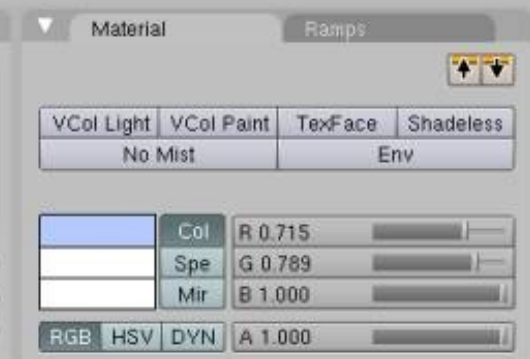 Material Ramps
VCol Light VCol Paint TexFace Shadeless
No Mist Env
Col R 0.715
Spe G 0.789
Mir B 1.000
RGB HSV DYN A 1.000